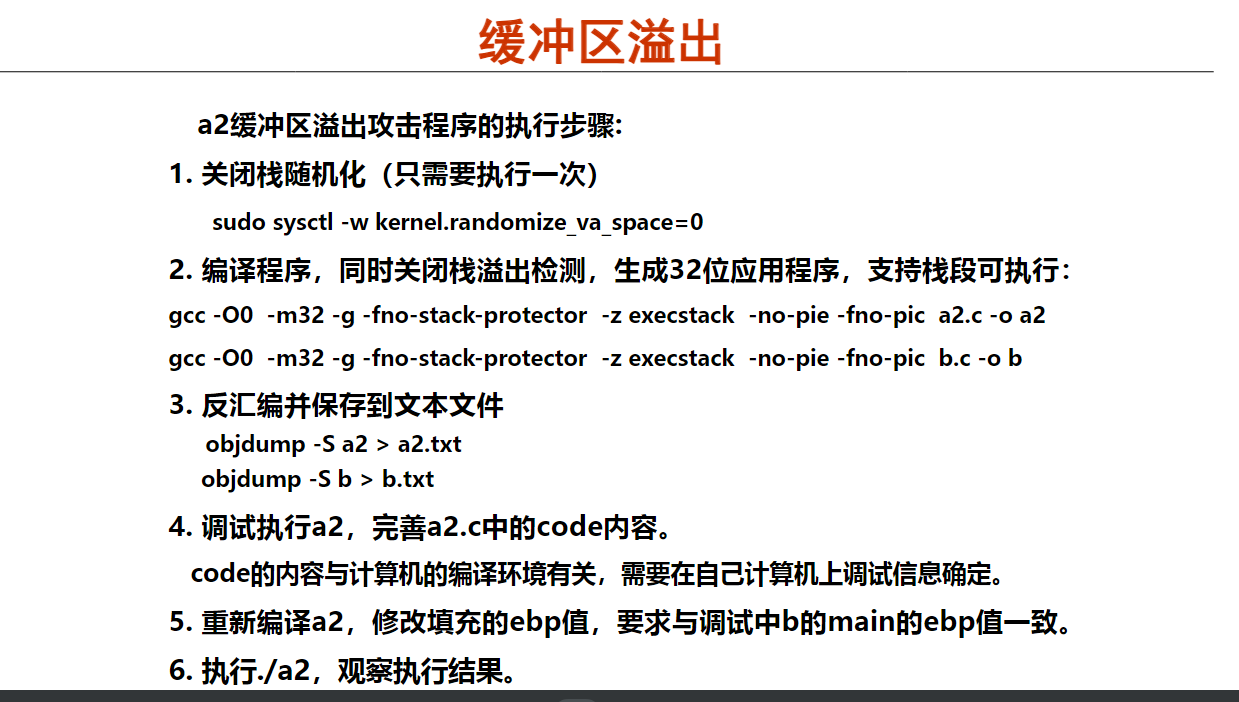 缓冲区溢出
a2缓冲区溢出攻击程序的执行步骤:
1. 关闭栈随机化（只需要执行一次）
sudo sysctl -w kernel.randomize_va_space=0
2. 编译程序，同时关闭栈溢出检测，生成32位应用程序，支持栈段可执行：
gcc -O0  -m32 -g -fno-stack-protector  -z execstack  -no-pie -fno-pic  a2.c -o a2
gcc -O0  -m32 -g -fno-stack-protector  -z execstack  -no-pie -fno-pic  b.c -o b
3. 反汇编并保存到文本文件
objdump -S a2 > a2.txt
objdump -S b > b.txt
4. 调试执行a2，完善a2.c中的code内容。
code的内容与计算机的编译环境有关，需要在自己计算机上调试信息确定。
5. 重新编译a2，修改填充的ebp值，要求与调试中b的main的ebp值一致。
6. 执行./a2，观察执行结果。